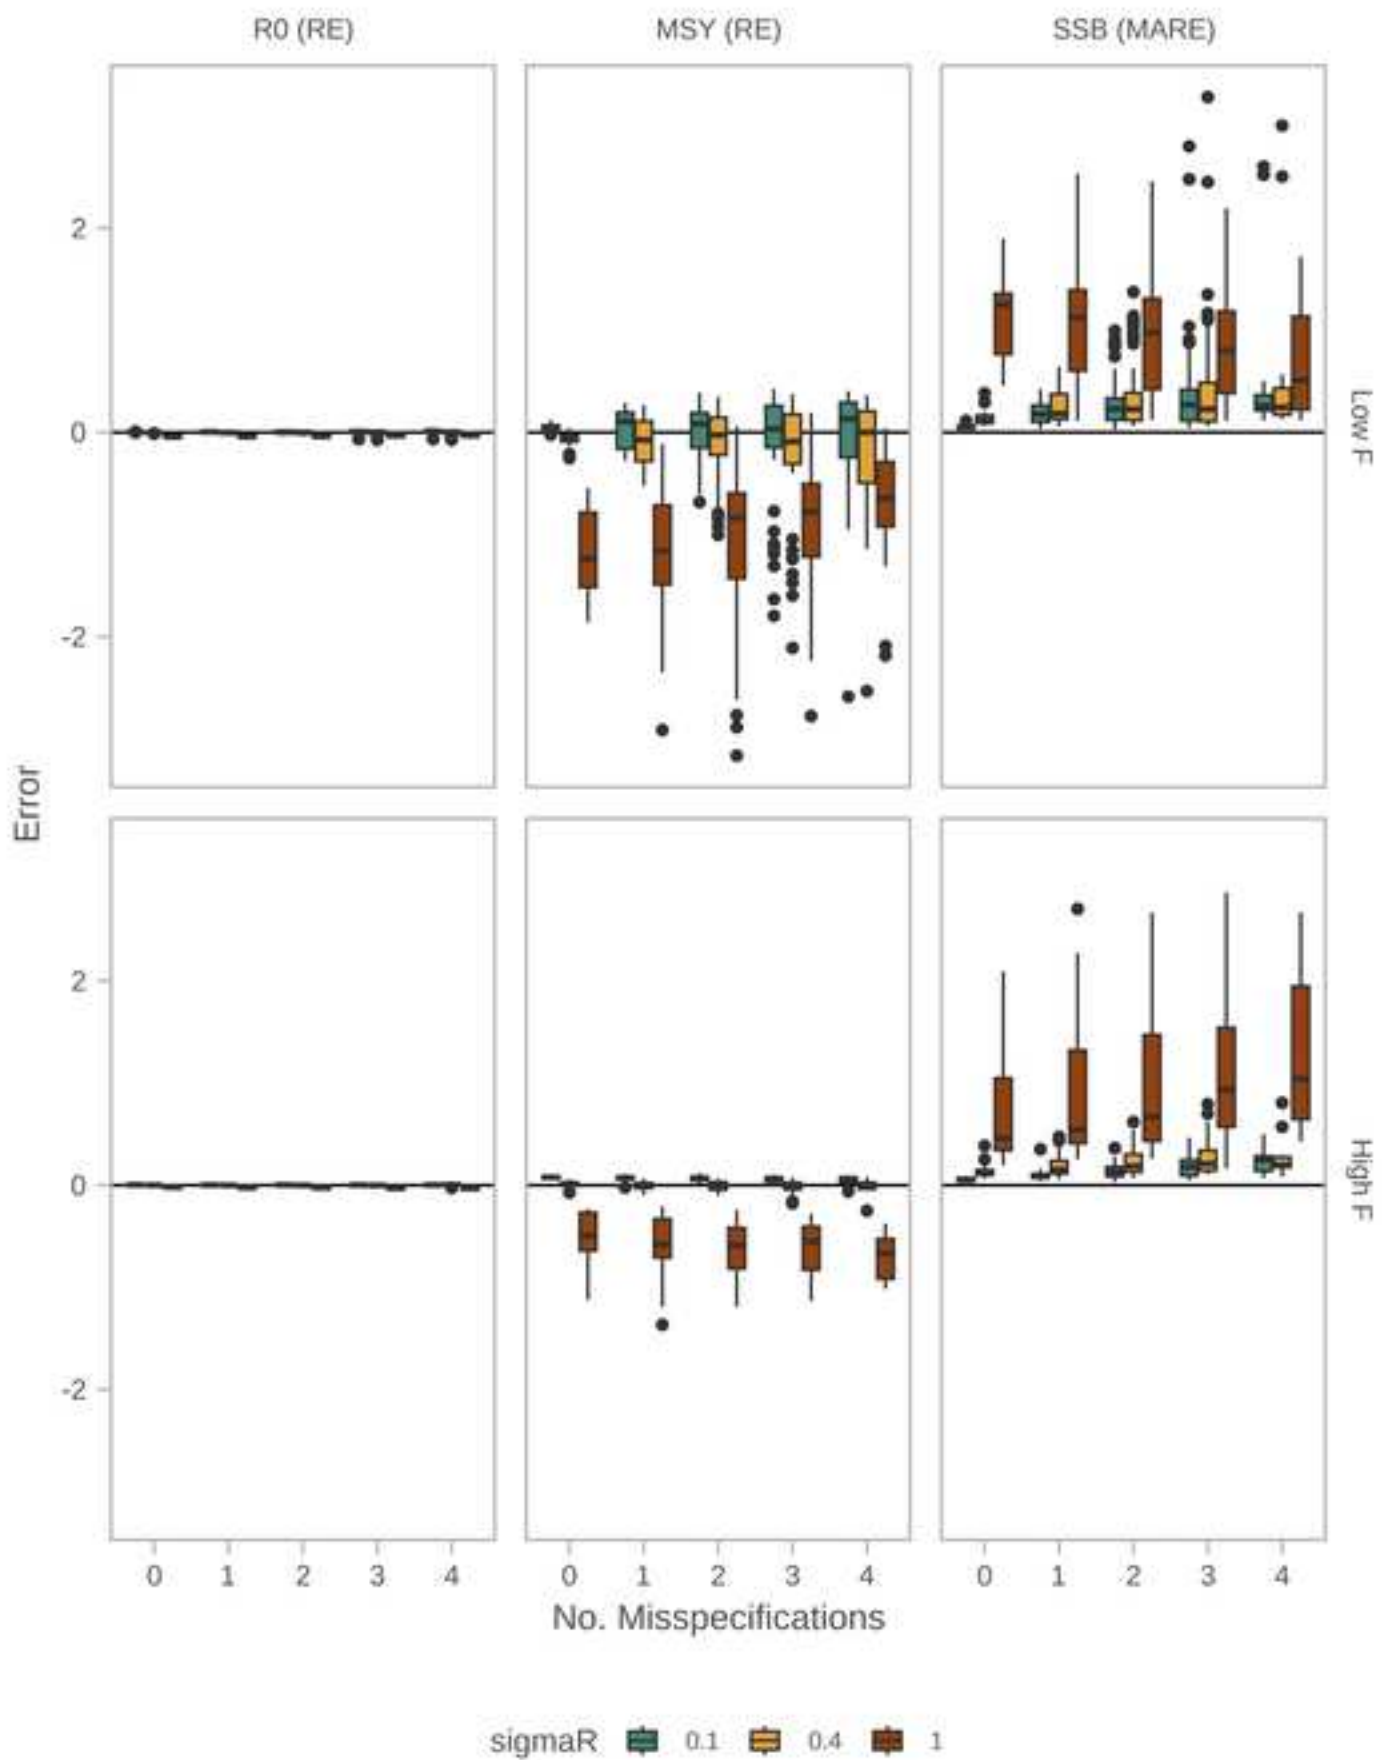 R0 (RE) MSY (RE) SSB (MARE)
2
0
-2
Low F
Error
2
0
-2
High F
0 1 2 3 4 0 1 2 3 4 0 1 2 3 4
No. Misspecifications
sigmaR 0.1 0.4 1